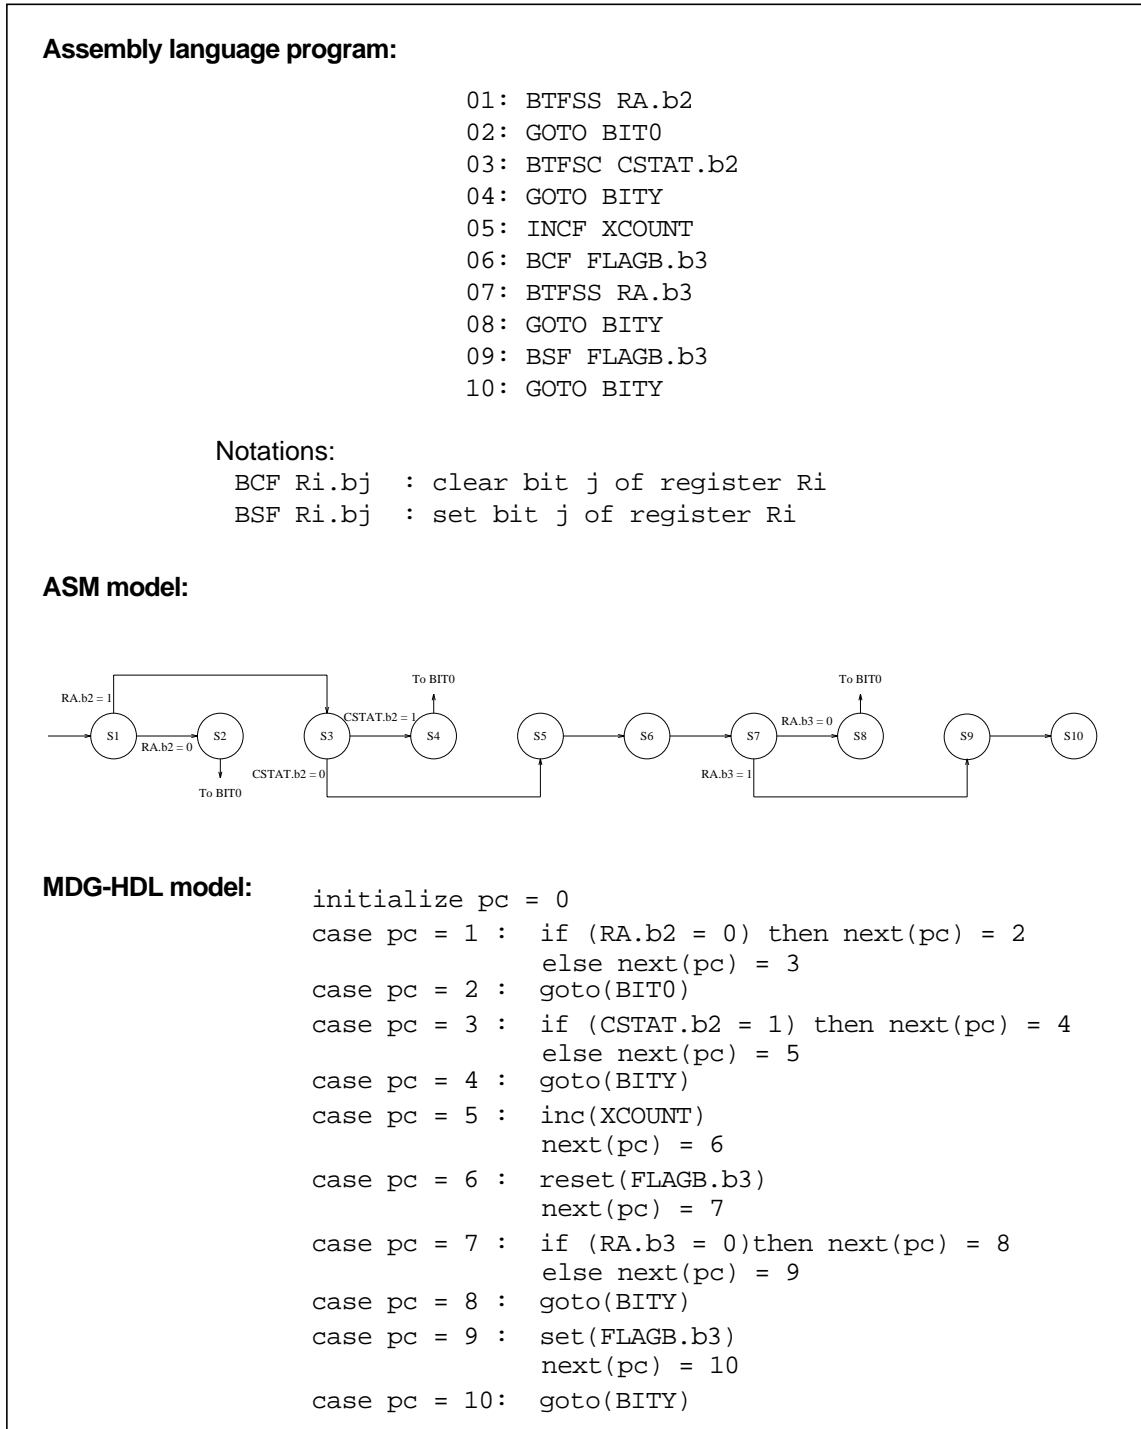 Assembly language program:
01: BTFSS RA.b2
02: GOTO BIT0
03: BTFSC CSTAT.b2
04: GOTO BITY
05: INCF XCOUNT
06: BCF FLAGB.b3
07: BTFSS RA.b3
08: GOTO BITY
09: BSF FLAGB.b3
10: GOTO BITY
Notations:
BCF Ri.bj : clear bit j of register Ri
BSF Ri.bj : set bit j of register Ri
ASM model:
To BIT0
To BIT0
RA.b2 = 1
CSTAT.b2 = 1
RA.b3 = 0
S1
S2
S3
S4
S5
S6
S7
S8
S9
S10
RA.b2 = 0
CSTAT.b2 = 0
RA.b3 = 1
To BIT0
MDG-HDL model:
initialize pc = 0
case pc = 1 : if (RA.b2 = 0) then next(pc) = 2
else next(pc) = 3
case pc = 2 : goto(BIT0)
case pc = 3 : if (CSTAT.b2 = 1) then next(pc) = 4
else next(pc) = 5
case pc = 4 : goto(BITY)
case pc = 5 : inc(XCOUNT)
next(pc) = 6
case pc = 6 : reset(FLAGB.b3)
next(pc) = 7
case pc = 7 : if (RA.b3 = 0)then next(pc) = 8
else next(pc) = 9
case pc = 8 : goto(BITY)
case pc = 9 : set(FLAGB.b3)
next(pc) = 10
case pc = 10: goto(BITY)